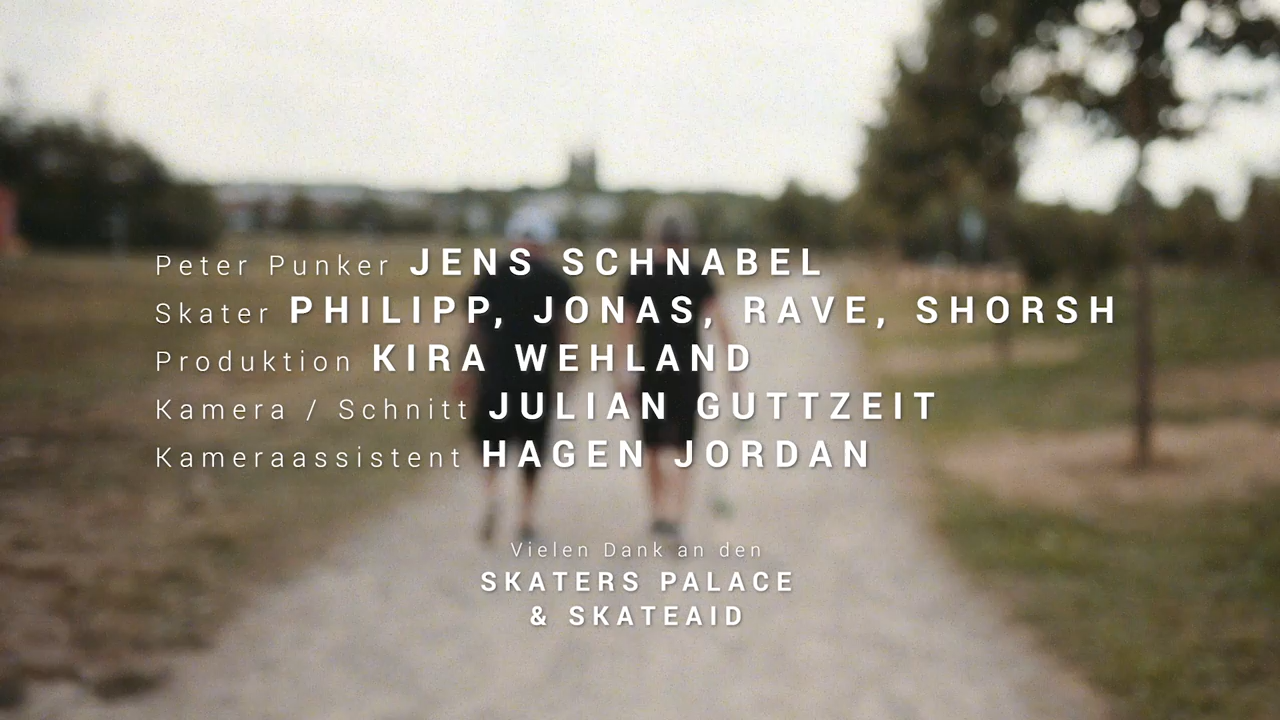 Peter Punker JENS SCHNABEL
Skater PHILIPP, JONAS, RAVE, SHORSH
Produktion KIRA WEHLAND
Kamera / Schnitt JULIAN GUTTZEIT
Kameraassistent HAGEN JORDAN
Vielen Dank an den
SKATERS PALACE
& SKATEAID